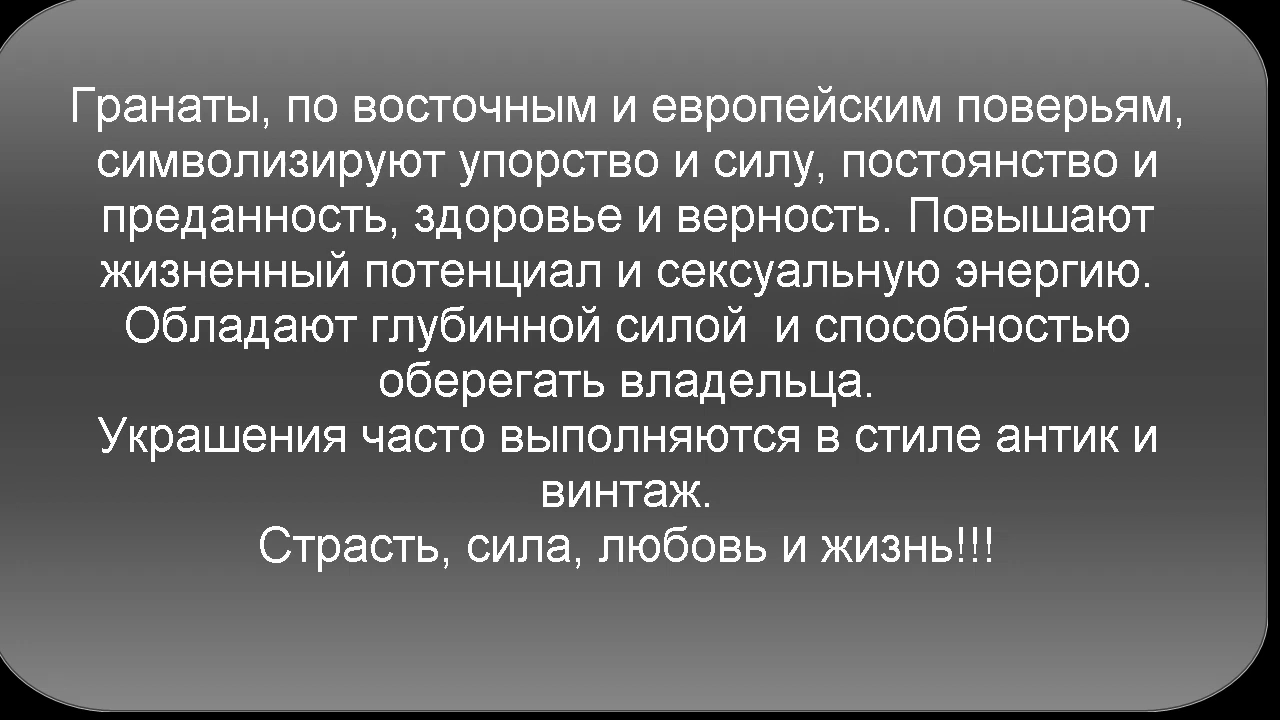 Гранаты, по восточным и европейским поверьям,
символизируют упорство и силу, постоянство и
преданность, здоровье и верность. Повышают
жизненный потенциал и сексуальную энергию.
Обладают глубинной силой  и способностью
оберегать владельца.
Украшения часто выполняются в стиле антик и
винтаж.
Страсть, сила, любовь и жизнь!!!